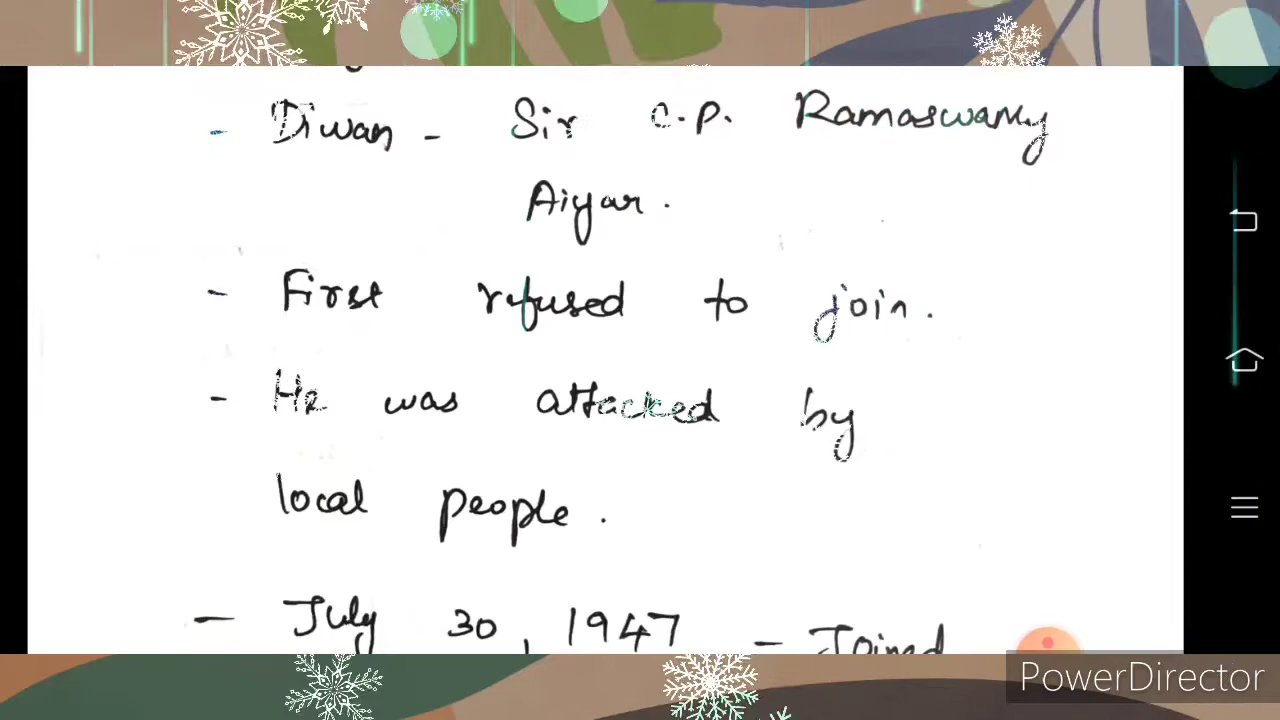 - Diwan - Sir C.P. Ramaswamy
Aiyar.
- First refused to join.
- He was attacked by
local people.
- July 30, 1947 - Joined
PowerDirector